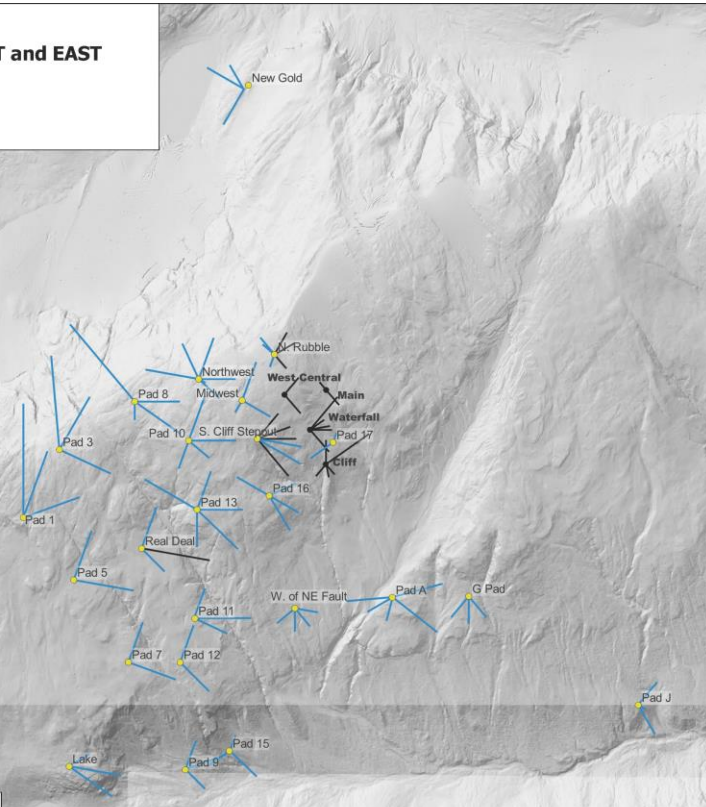 and EAST
New Gold
N. Rubble
Northwest
West Central
Midwest
Main
Pad 8
Waterfall
Pad 10
S. Cliff Stepout
Pad 17
Pad 3
Cliff
Pad 16
Pad 13
Pad 1
Real Deal
Pad 5
W. of NE Fault
Pad A
G Pad
Pad 11
Pad 7
Pad 12
Pad J
Pad 15
Lake
Pad 9